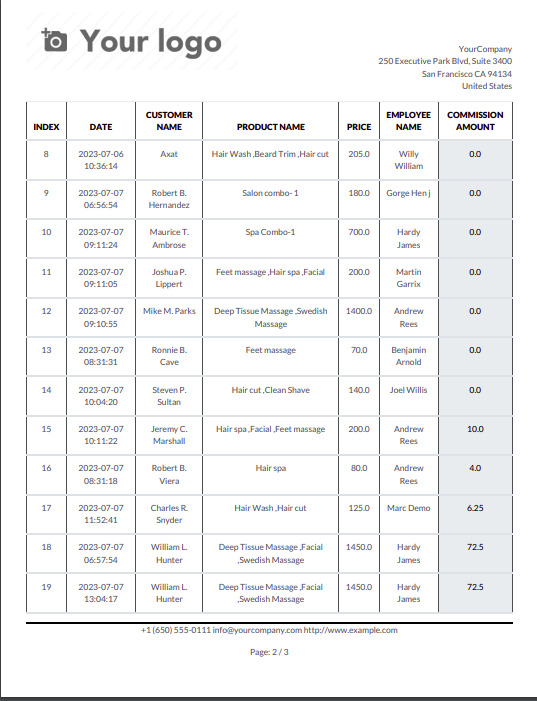 Your logo
YourCompany
250 Executive Park Blvd, Suite 3400
San Francisco CA 94134
United States
INDEX DATE CUSTOMER NAME PRODUCT NAME PRICE EMPLOYEE NAME COMMISSION AMOUNT
8 2023-07-06 10:36:14 Axat Hair Wash ,Beard Trim ,Hair cut 205.0 Willy William 0.0
9 2023-07-07 06:56:54 Robert B. Hernandez Salon combo- 1 180.0 Gorge Hen j 0.0
10 2023-07-07 09:11:24 Maurice T. Ambrose Spa Combo-1 700.0 Hardy James 0.0
11 2023-07-07 09:11:05 Joshua P. Lippert Feet massage ,Hair spa ,Facial 200.0 Martin Garrix 0.0
12 2023-07-07 09:10:55 Mike M. Parks Deep Tissue Massage ,Swedish Massage 1400.0 Andrew Rees 0.0
13 2023-07-07 08:31:31 Ronnie B. Cave Feet massage 70.0 Benjamin Arnold 0.0
14 2023-07-07 10:04:20 Steven P. Sultan Hair cut ,Clean Shave 140.0 Joel Willis 0.0
15 2023-07-07 10:11:22 Jeremy C. Marshall Hair spa ,Facial ,Feet massage 200.0 Andrew Rees 10.0
16 2023-07-07 08:31:18 Robert B. Viera Hair spa 80.0 Andrew Rees 4.0
17 2023-07-07 11:52:41 Charles R. Snyder Hair Wash ,Hair cut 125.0 Marc Demo 6.25
18 2023-07-07 06:57:54 William L. Hunter Deep Tissue Massage ,Facial ,Swedish Massage 1450.0 Hardy James 72.5
19 2023-07-07 13:04:17 William L. Hunter Deep Tissue Massage ,Facial ,Swedish Massage 1450.0 Hardy James 72.5
+1 (650) 555-0111 info@yourcompany.com http://www.example.com
Page: 2 / 3